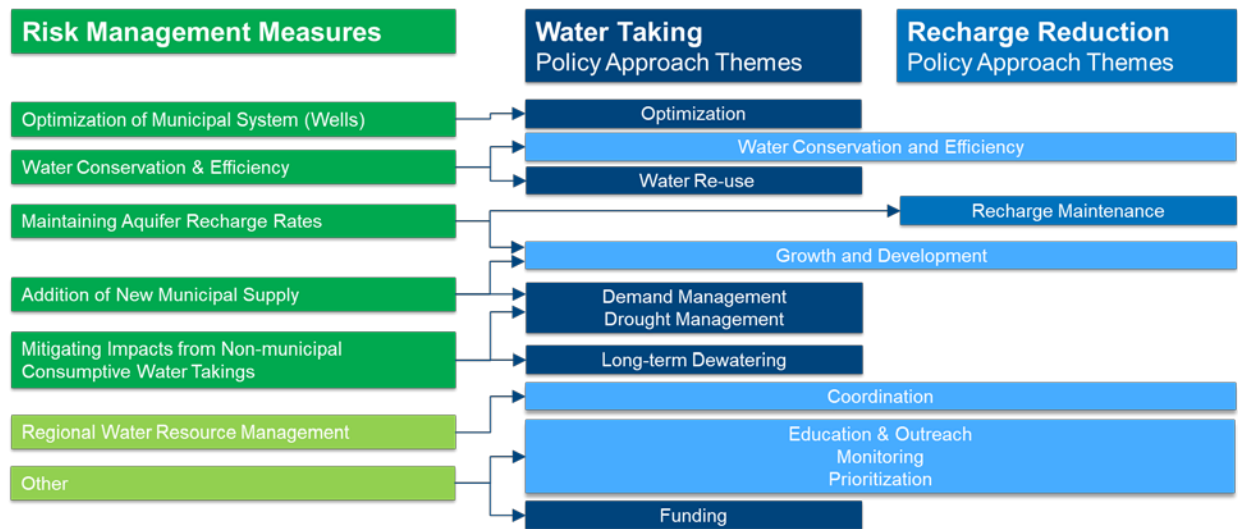 Risk Management Measures
Water Taking
Policy Approach Themes
Recharge Reduction
Policy Approach Themes
Optimization of Municipal System (Wells)
Optimization
Water Conservation & Efficiency
Water Conservation and Efficiency
Water Re-use
Maintaining Aquifer Recharge Rates
Recharge Maintenance
Growth and Development
Addition of New Municipal Supply
Demand Management
Drought Management
Mitigating Impacts from Non-municipal
Consumptive Water Takings
Long-term Dewatering
Coordination
Regional Water Resource Management
Education & Outreach
Monitoring
Prioritization
Other
Funding